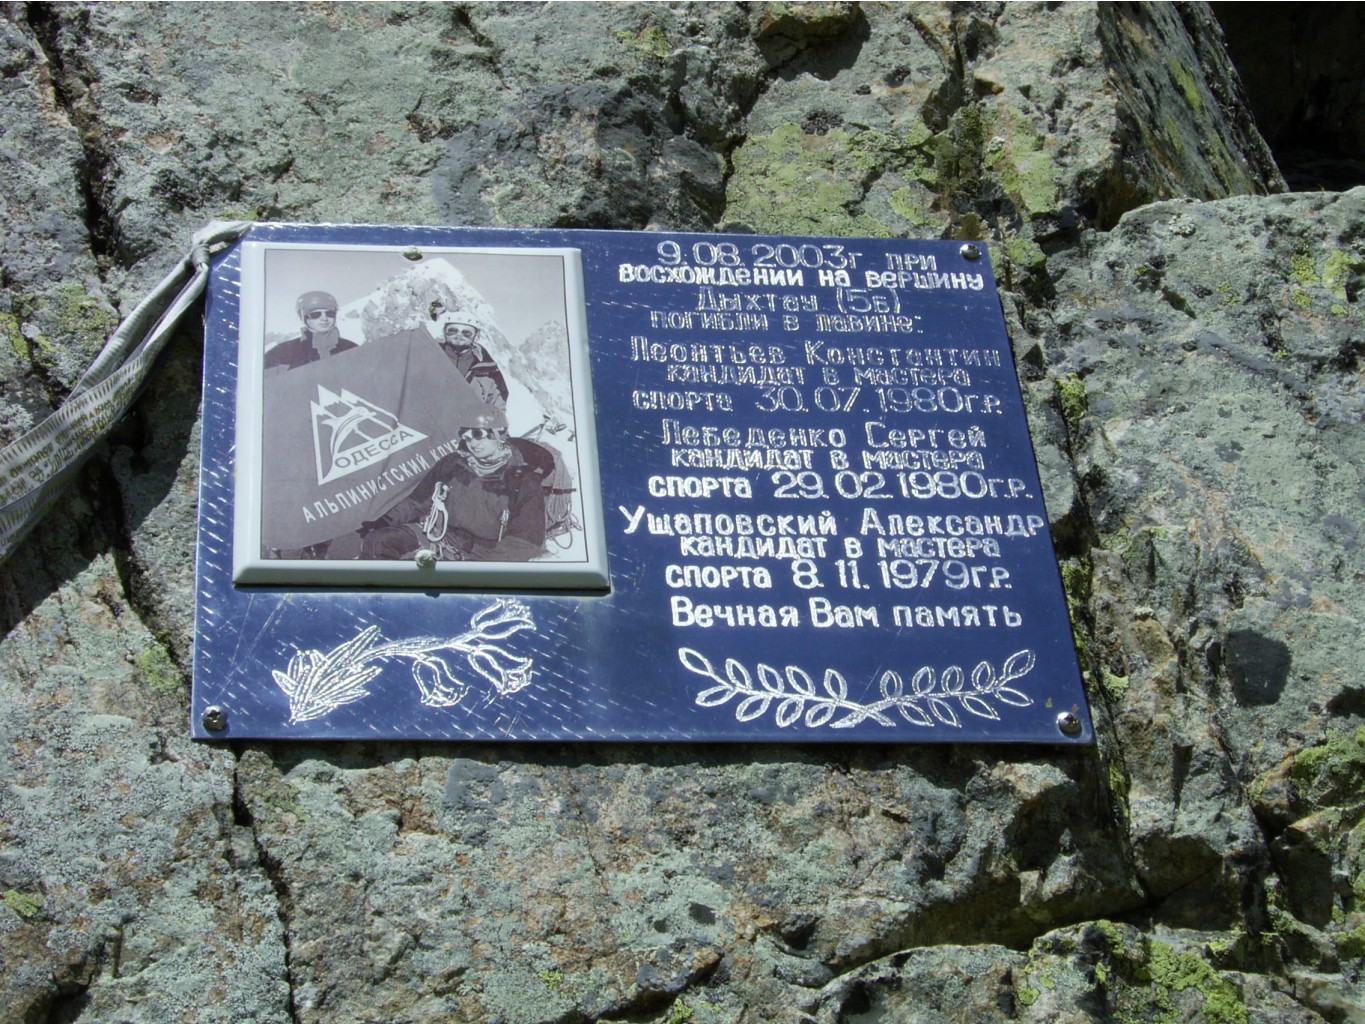 9.08.2003г при
восхождении на вершину
Дыхтау (5б)
погибли в лавине:
Леонтьев Константин
кандидат в мастера
спорта 30.07.1980г.р.
Лебеденко Сергей
кандидат в мастера
спорта 29.02.1980г.р.
Ущаповский Александр
кандидат в мастера
спорта 8.11.1979г.р.
Вечная Вам память
ОДЕССА
АЛЬПИНИСТСКИЙ КЛУБ